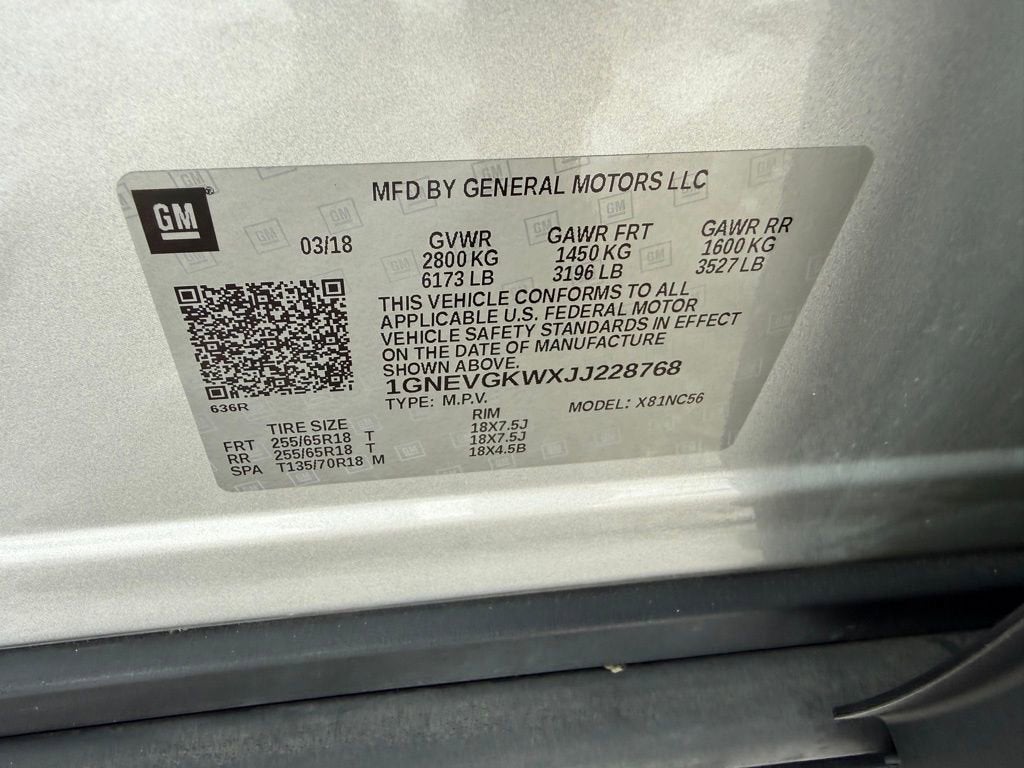 GM
MFD BY GENERAL MOTORS LLC
03/18
GVWR GAWR FRT GAWR RR
2800 KG 1450 KG 1600 KG
6173 LB 3196 LB 3527 LB
THIS VEHICLE CONFORMS TO ALL
APPLICABLE U.S. FEDERAL MOTOR
VEHICLE SAFETY STANDARDS IN EFFECT
ON THE DATE OF MANUFACTURE
SHOWN ABOVE.
1GNEVGKWXJJ228768
636R
TYPE: M.P.V. MODEL: X81NC56
TIRE SIZE RIM
FRT 255/65R18 T 18X7.5J
RR 255/65R18 T 18X7.5J
SPA T135/70R18 M 18X4.5B